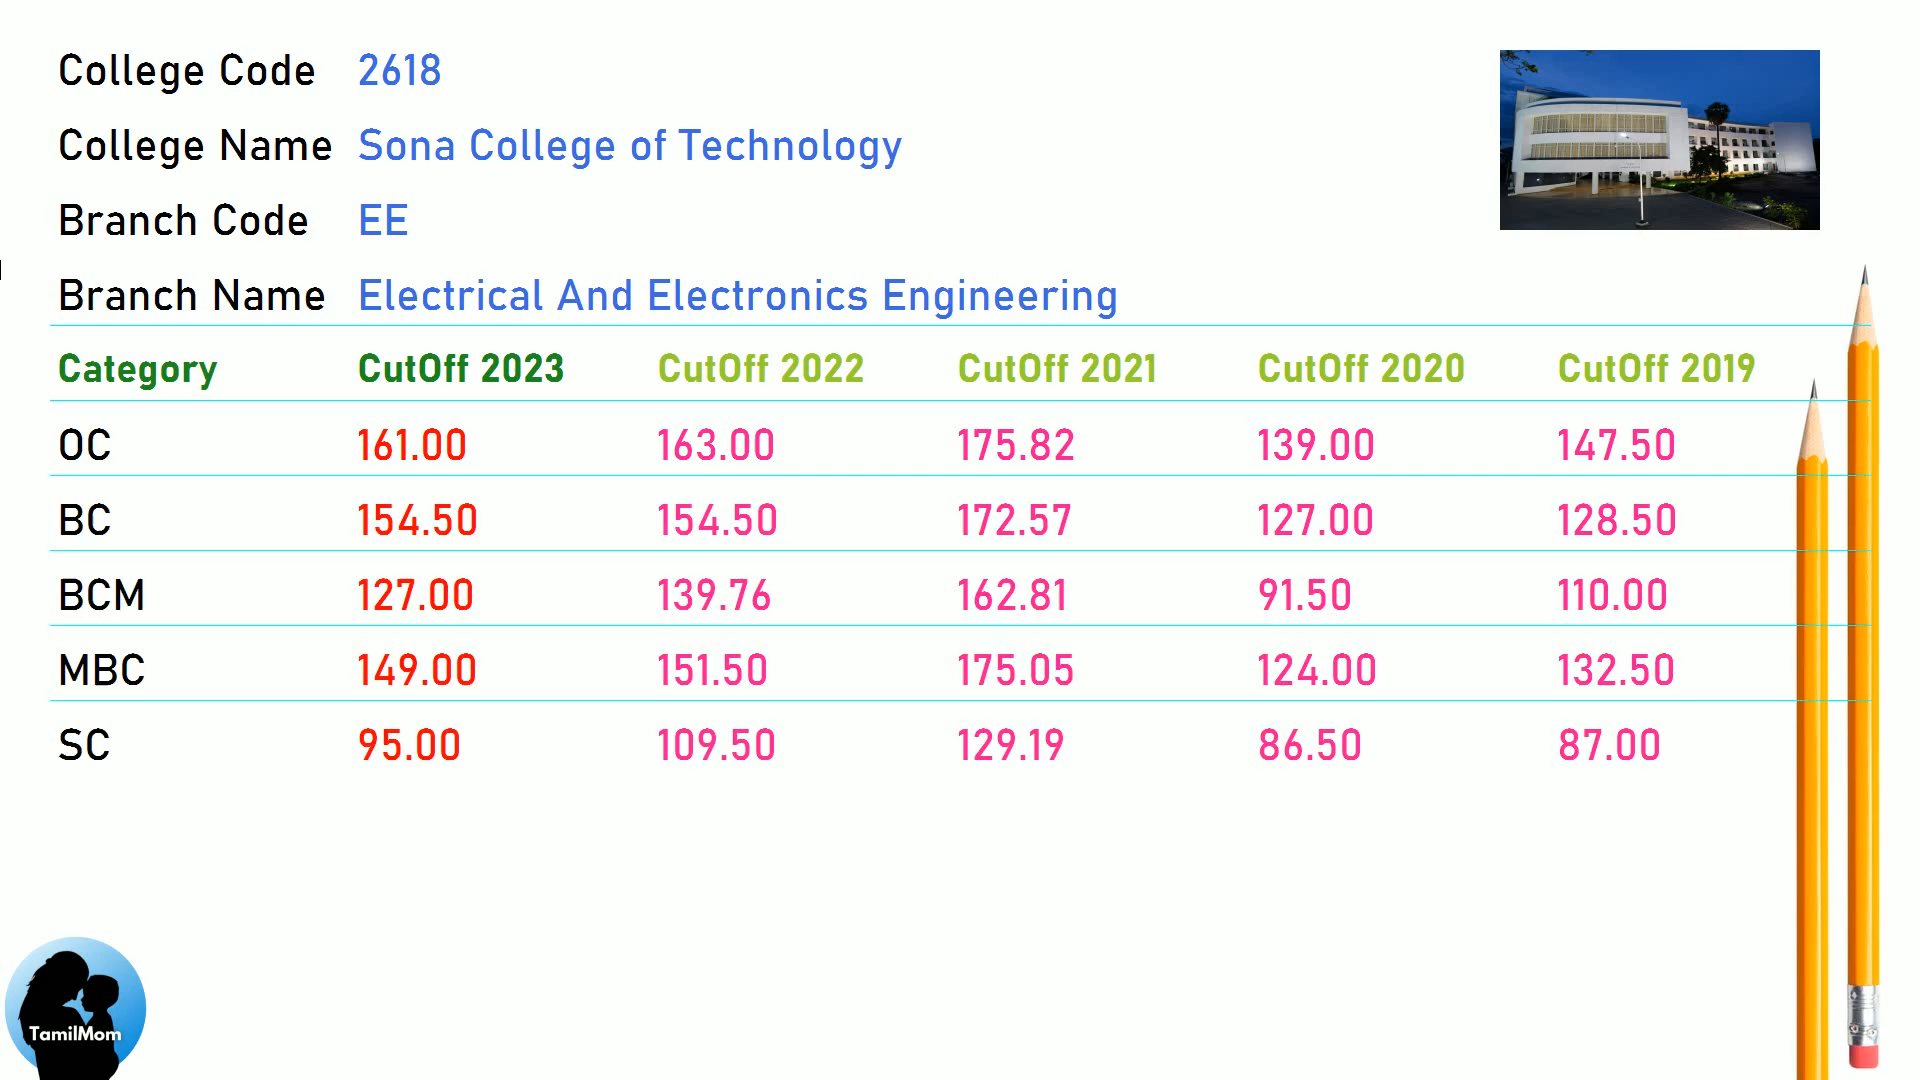 College Code 2618
College Name Sona College of Technology
Branch Code EE
Branch Name Electrical And Electronics Engineering
Category CutOff 2023 CutOff 2022 CutOff 2021 CutOff 2020 CutOff 2019
OC 161.00 163.00 175.82 139.00 147.50
BC 154.50 154.50 172.57 127.00 128.50
BCM 127.00 139.76 162.81 91.50 110.00
MBC 149.00 151.50 175.05 124.00 132.50
SC 95.00 109.50 129.19 86.50 87.00
TamilMom